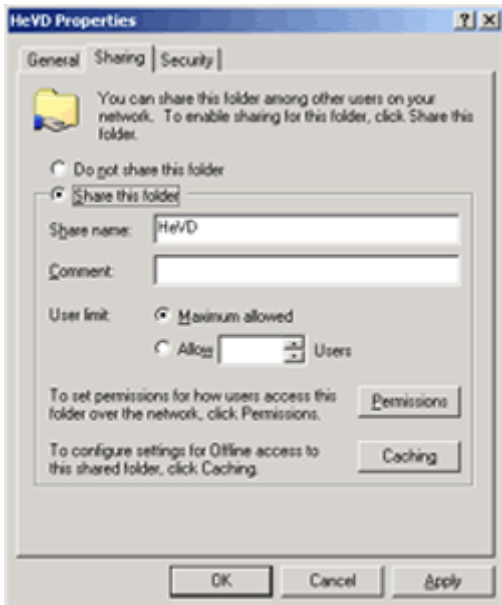 HeVD Properties
General Sharing Security
You can share this folder among other users on your
network. To enable sharing for this folder, click Share this
folder.
Do not share this folder
Share this folder
Share name: HeVD
Comment:
User limit: Maximum allowed
Allow Users
To set permissions for how users access this
folder over the network, click Permissions.
Permissions
To configure settings for Offline access to
this shared folder, click Caching.
Caching
OK Cancel Apply